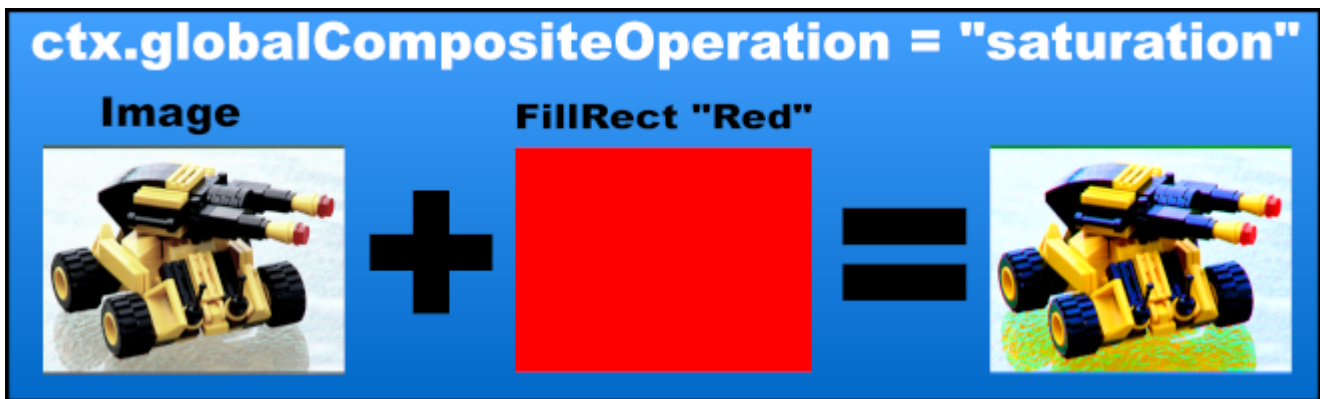 ctx.globalCompositeOperation = "saturation"
Image
FillRect "Red"